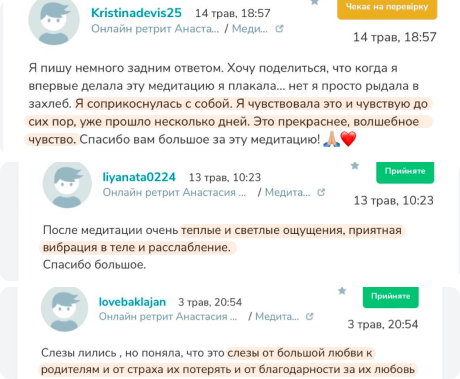 Kristinadevis25 14 трав, 18:57
Чекає на перевірку
Онлайн ретрит Анаста... / Меди...
14 трав, 18:57
Я пишу немного задним ответом. Хочу поделиться, что когда я
впервые делала эту медитацию я плакала... нет я просто рыдала в
захлеб. Я соприкоснулась с собой. Я чувствовала это и чувствую до
сих пор, уже прошло несколько дней. Это прекраснее, волшебное
чувство. Спасибо вам большое за эту медитацию! 🙏🏼❤️
liyanata0224 13 трав, 10:23
Прийняте
Онлайн ретрит Анастасия ... / Медита...
13 трав, 10:23
После медитации очень теплые и светлые ощущения, приятная
вибрация в теле и расслабление.
Спасибо большое.
lovebaklajan 3 трав, 20:54
Прийняте
Онлайн ретрит Анастасия ... / Медита...
3 трав, 20:54
Слезы лились , но поняла, что это слезы от большой любви к
родителям и от страха их потерять и от благодарности за их любовь